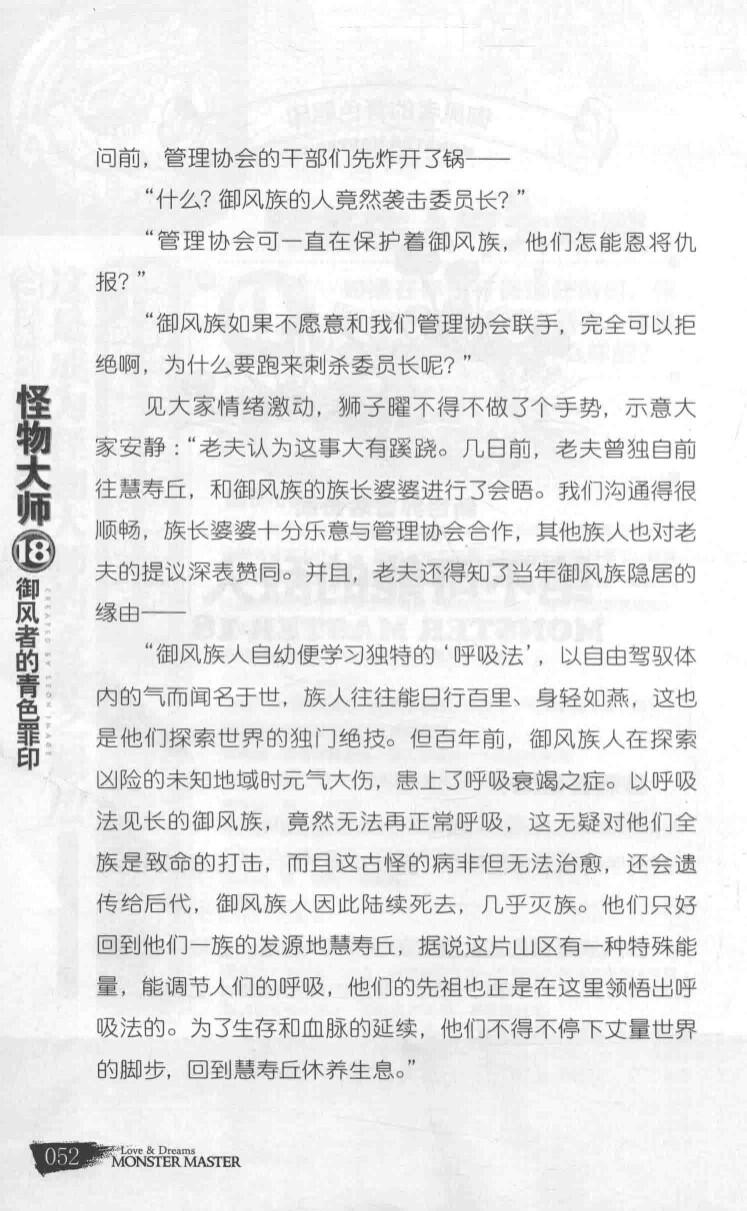 问前，管理协会的干部们先炸开了锅——
“什么？御风族的人竟然袭击委员长？”
“管理协会可一直在保护着御风族，他们怎能恩将仇
报？”
“御风族如果不愿意和我们管理协会联手，完全可以拒
绝啊，为什么要跑来刺杀委员长呢？”
见大家情绪激动，狮子曜不得不做了个手势，示意大
家安静：“老夫认为这事大有蹊跷。几日前，老夫曾独自前
往慧寿丘，和御风族的族长婆婆进行了会晤。我们沟通得很
顺畅，族长婆婆十分乐意与管理协会合作，其他族人也对老
夫的提议深表赞同。并且，老夫还得知了当年御风族隐居的
缘由——
“御风族人自幼便学习独特的‘呼吸法’，以自由驾驭体
内的气而闻名于世，族人往往能日行百里、身轻如燕，这也
是他们探索世界的独门绝技。但百年前，御风族人在探索
凶险的未知地域时元气大伤，患上了呼吸衰竭之症。以呼吸
法见长的御风族，竟然无法再正常呼吸，这无疑对他们全
族是致命的打击，而且这古怪的病非但无法治愈，还会遗
传给后代，御风族人因此陆续死去，几乎灭族。他们只好
回到他们一族的发源地慧寿丘，据说这片山区有一种特殊能
量，能调节人们的呼吸，他们的先祖也正是在这里领悟出呼
吸法的。为了生存和血脉的延续，他们不得不停下丈量世界
的脚步，回到慧寿丘休养生息。”
怪物大师⑱
御风者的青色罪印
CREATED BY LEON IMAGE
052
Love & Dreams
MONSTER MASTER